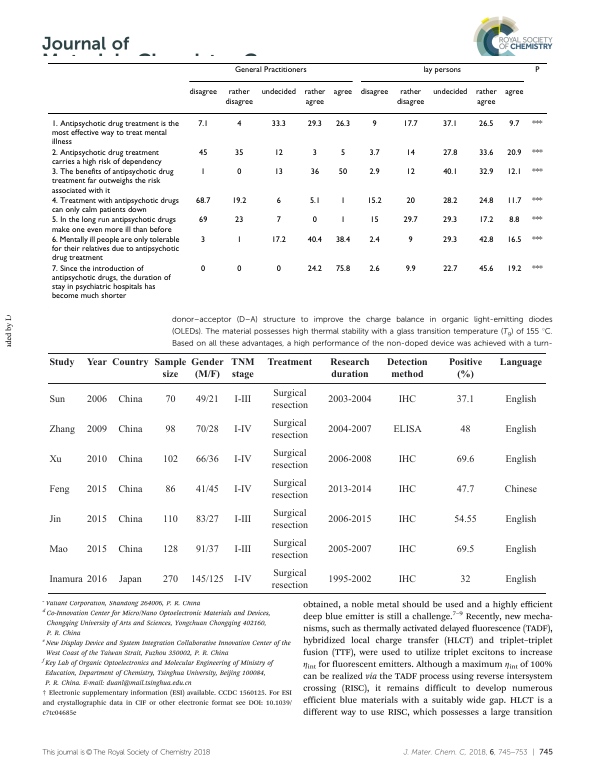 Journal of
ROYAL SOCIETY
OF CHEMISTRY
General Practitioners lay persons P
disagree rather disagree undecided rather agree agree disagree rather disagree undecided rather agree agree
1. Antipsychotic drug treatment is the most effective way to treat mental illness 7.1 4 33.3 29.3 26.3 9 17.7 37.1 26.5 9.7 ***
2. Antipsychotic drug treatment carries a high risk of dependency 45 35 12 3 5 3.7 14 27.8 33.6 20.9 ***
3. The benefits of antipsychotic drug treatment far outweighs the risk associated with it 1 0 13 36 50 2.9 12 40.1 32.9 12.1 ***
4. Treatment with antipsychotic drugs can only calm patients down 68.7 19.2 6 5.1 1 15.2 20 28.2 24.8 11.7 ***
5. In the long run antipsychotic drugs make one even more ill than before 69 23 7 0 1 15 29.7 29.3 17.2 8.8 ***
6. Mentally ill people are only tolerable for their relatives due to antipsychotic drug treatment 3 1 17.2 40.4 38.4 2.4 9 29.3 42.8 16.5 ***
7. Since the introduction of antipsychotic drugs, the duration of stay in psychiatric hospitals has become much shorter 0 0 0 24.2 75.8 2.6 9.9 22.7 45.6 19.2 ***
donor–acceptor (D–A) structure to improve the charge balance in organic light-emitting diodes
(OLEDs). The material possesses high thermal stability with a glass transition temperature (Tg) of 155 °C.
Based on all these advantages, a high performance of the non-doped device was achieved with a turn-
Study Year Country Sample size Gender (M/F) TNM stage Treatment Research duration Detection method Positive (%) Language
Sun 2006 China 70 49/21 I-III Surgical resection 2003-2004 IHC 37.1 English
Zhang 2009 China 98 70/28 I-IV Surgical resection 2004-2007 ELISA 48 English
Xu 2010 China 102 66/36 I-IV Surgical resection 2006-2008 IHC 69.6 English
Feng 2015 China 86 41/45 I-IV Surgical resection 2013-2014 IHC 47.7 Chinese
Jin 2015 China 110 83/27 I-III Surgical resection 2006-2015 IHC 54.55 English
Mao 2015 China 128 91/37 I-III Surgical resection 2005-2007 IHC 69.5 English
Inamura 2016 Japan 270 145/125 I-IV Surgical resection 1995-2002 IHC 32 English
Valiant Corporation, Shandong 264006, P. R. China
d Co-Innovation Center for Micro/Nano Optoelectronic Materials and Devices,
Chongqing University of Arts and Sciences, Yongchuan Chongqing 402160,
P. R. China
e New Display Device and System Integration Collaborative Innovation Center of the
West Coast of the Taiwan Strait, Fuzhou 350002, P. R. China
f Key Lab of Organic Optoelectronics and Molecular Engineering of Ministry of
Education, Department of Chemistry, Tsinghua University, Beijing 100084,
P. R. China. E-mail: duanl@mail.tsinghua.edu.cn
† Electronic supplementary information (ESI) available. CCDC 1560125. For ESI
and crystallographic data in CIF or other electronic format see DOI: 10.1039/
c7tc04685e
obtained, a noble metal should be used and a highly efficient
deep blue emitter is still a challenge.7–9 Recently, new mecha-
nisms, such as thermally activated delayed fluorescence (TADF),
hybridized local charge transfer (HLCT) and triplet–triplet
fusion (TTF), were used to utilize triplet excitons to increase
ηint for fluorescent emitters. Although a maximum ηint of 100%
can be realized via the TADF process using reverse intersystem
crossing (RISC), it remains difficult to develop numerous
efficient blue materials with a suitably wide gap. HLCT is a
different way to use RISC, which possesses a large transition
This journal is © The Royal Society of Chemistry 2018
J. Mater. Chem. C, 2018, 6, 745–753 | 745